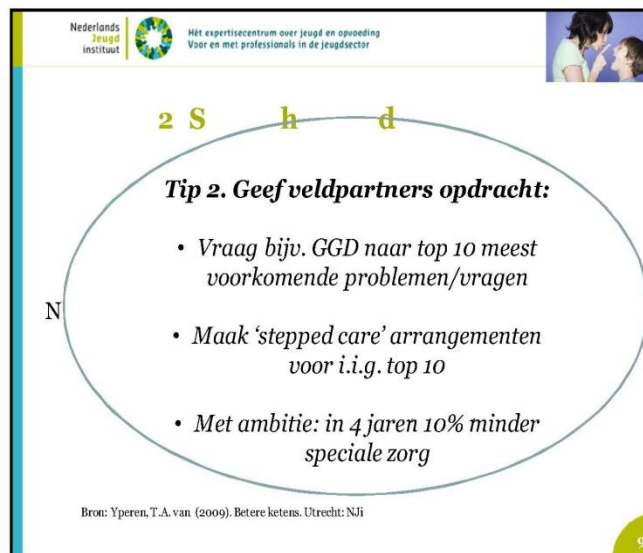 Nederlands
Jeugd
instituut
Hét expertisecentrum over jeugd en opvoeding
Voor en met professionals in de jeugdsector
2 S h d
Tip 2. Geef veldpartners opdracht:
• Vraag bijv. GGD naar top 10 meest
voorkomende problemen/vragen
N
• Maak ‘stepped care’ arrangementen
voor i.i.g. top 10
• Met ambitie: in 4 jaren 10% minder
speciale zorg
Bron: Yperen, T.A. van (2009). Betere ketens. Utrecht: NJi
9